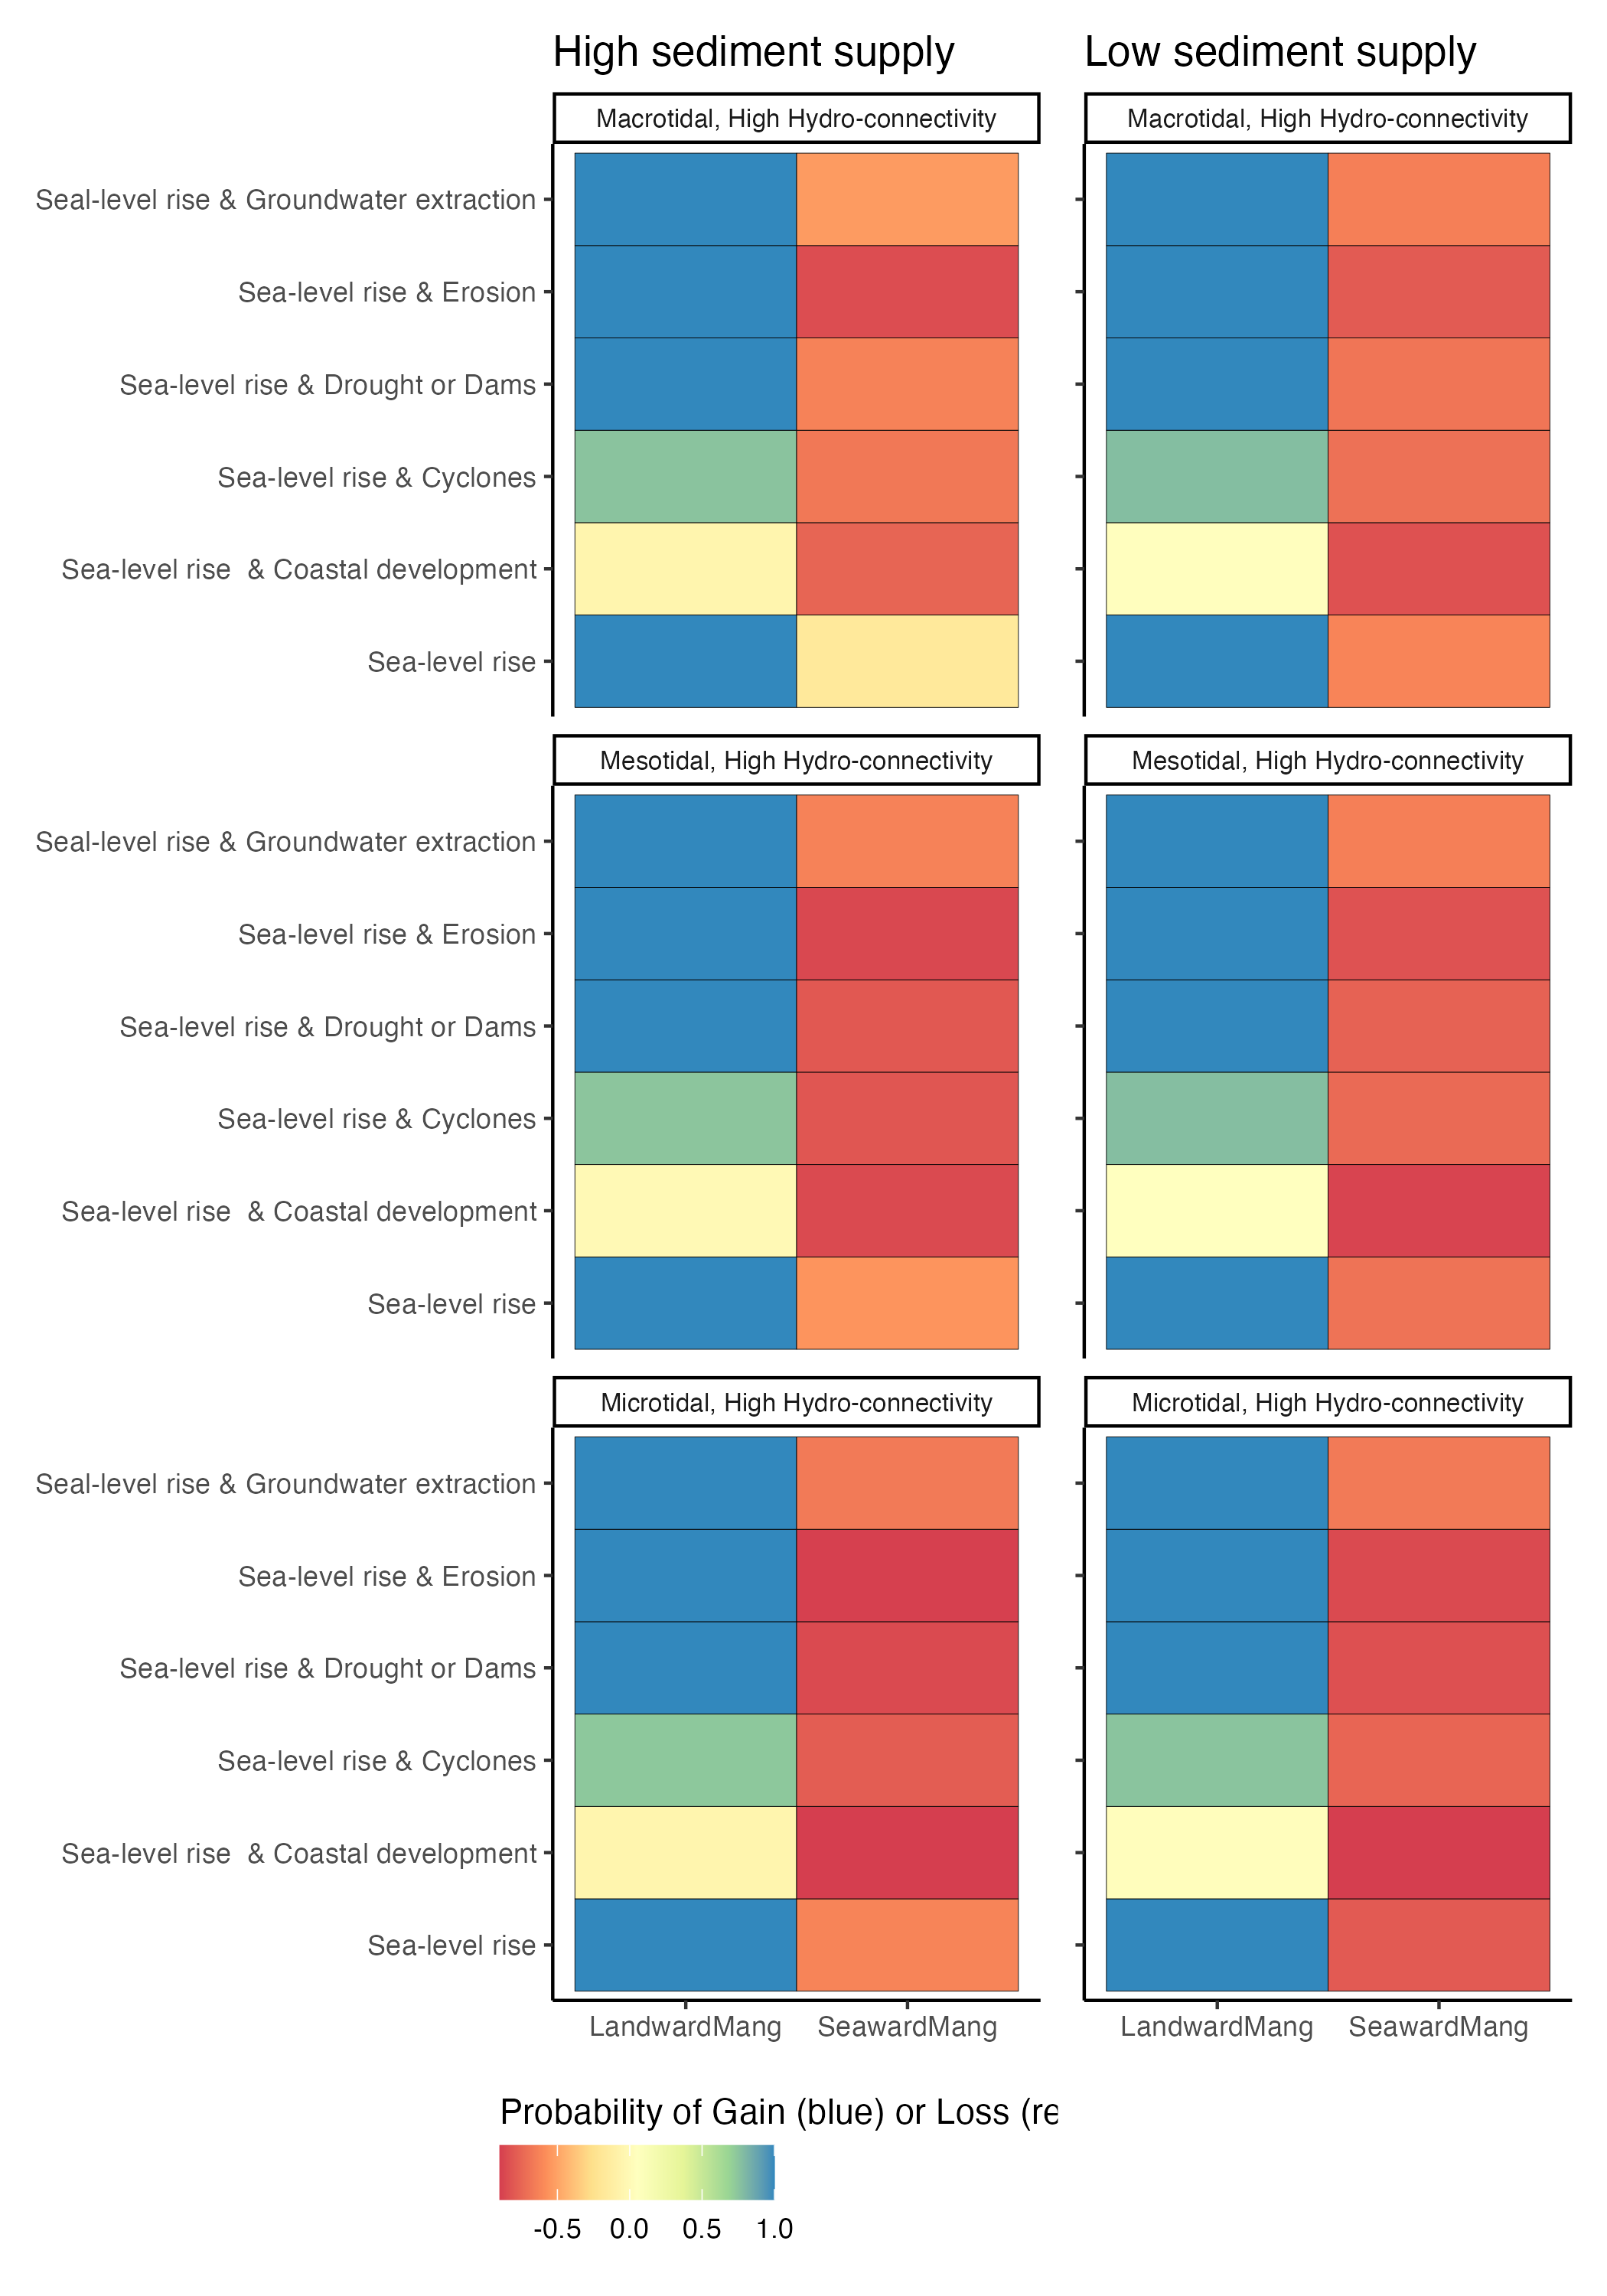 High sediment supply
Low sediment supply
Macrotidal, High Hydro-connectivity
Macrotidal, High Hydro-connectivity
Seal-level rise & Groundwater extraction
Sea-level rise & Erosion
Sea-level rise & Drought or Dams
Sea-level rise & Cyclones
Sea-level rise  & Coastal development
Sea-level rise
Mesotidal, High Hydro-connectivity
Mesotidal, High Hydro-connectivity
Seal-level rise & Groundwater extraction
Sea-level rise & Erosion
Sea-level rise & Drought or Dams
Sea-level rise & Cyclones
Sea-level rise  & Coastal development
Sea-level rise
Microtidal, High Hydro-connectivity
Microtidal, High Hydro-connectivity
Seal-level rise & Groundwater extraction
Sea-level rise & Erosion
Sea-level rise & Drought or Dams
Sea-level rise & Cyclones
Sea-level rise  & Coastal development
Sea-level rise
LandwardMang SeawardMang
LandwardMang SeawardMang
Probability of Gain (blue) or Loss (re
-0.5 0.0 0.5 1.0